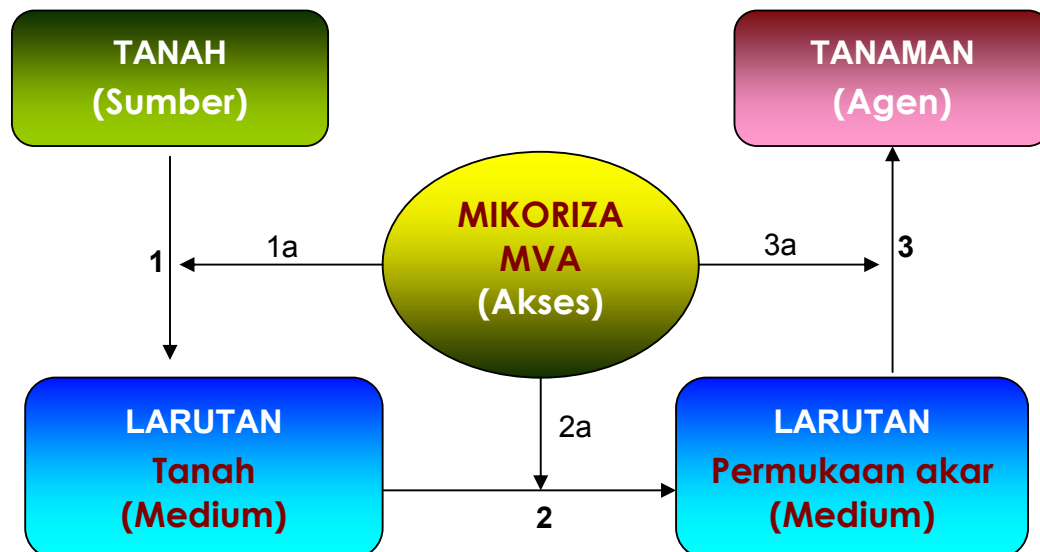 TANAH
(Sumber)
TANAMAN
(Agen)
MIKORIZA
MVA
(Akses)
1
1a
3a
3
2a
LARUTAN
Tanah
(Medium)
2
LARUTAN
Permukaan akar
(Medium)